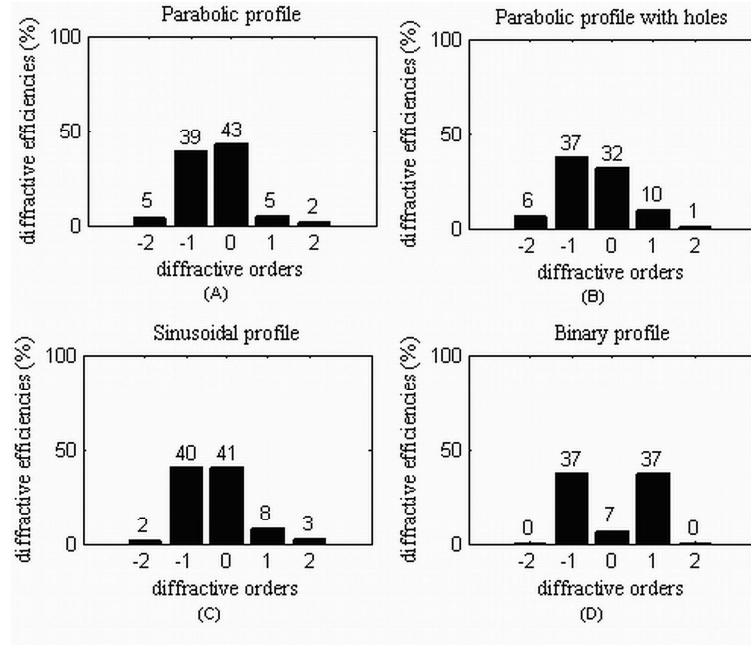 Parabolic profile
diffractive efficiencies (%)
100
50
0
5
39
43
5
2
-2 -1 0 1 2
diffractive orders
(A)
Parabolic profile with holes
diffractive efficiencies (%)
100
50
0
6
37
32
10
1
-2 -1 0 1 2
diffractive orders
(B)
Sinusoidal profile
diffractive efficiencies (%)
100
50
0
2
40
41
8
3
-2 -1 0 1 2
diffractive orders
(C)
Binary profile
diffractive efficiencies (%)
100
50
0
0
37
7
37
0
-2 -1 0 1 2
diffractive orders
(D)